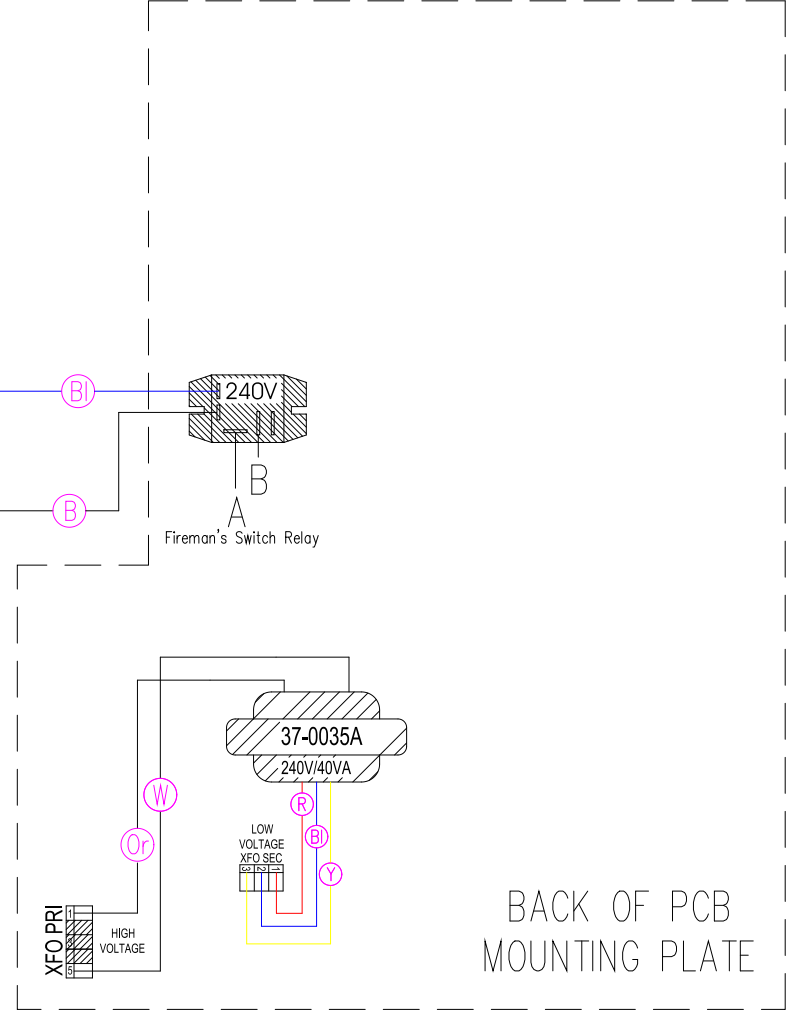 Bl
240V
B
B
A
Fireman's Switch Relay
37-0035A
240V/40VA
W
R
Bl
Or
LOW
VOLTAGE
XFO SEC
3 2 1
Y
XFO PRI
1
3
5
HIGH
VOLTAGE
BACK OF PCB
MOUNTING PLATE